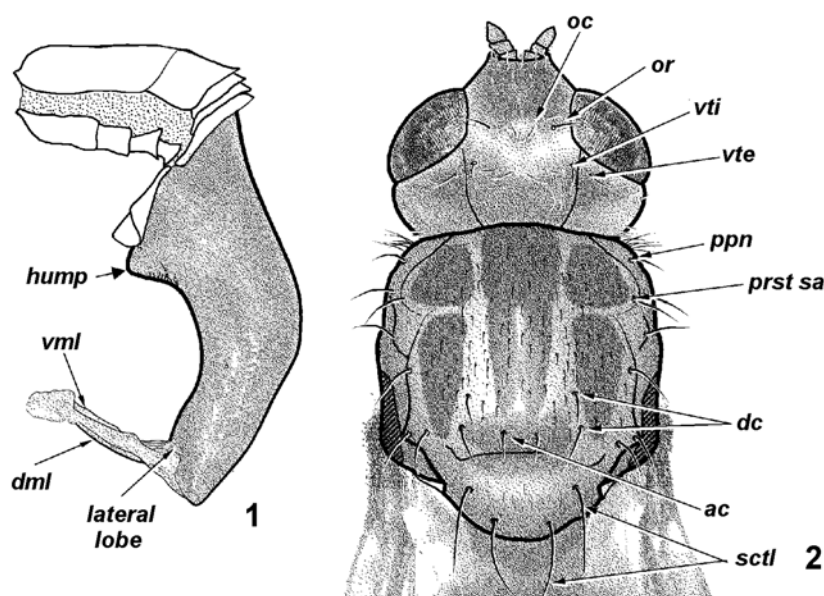 hump
vml
dml
lateral
lobe
1
oc
or
vti
vte
ppn
prst sa
dc
ac
sctl
2